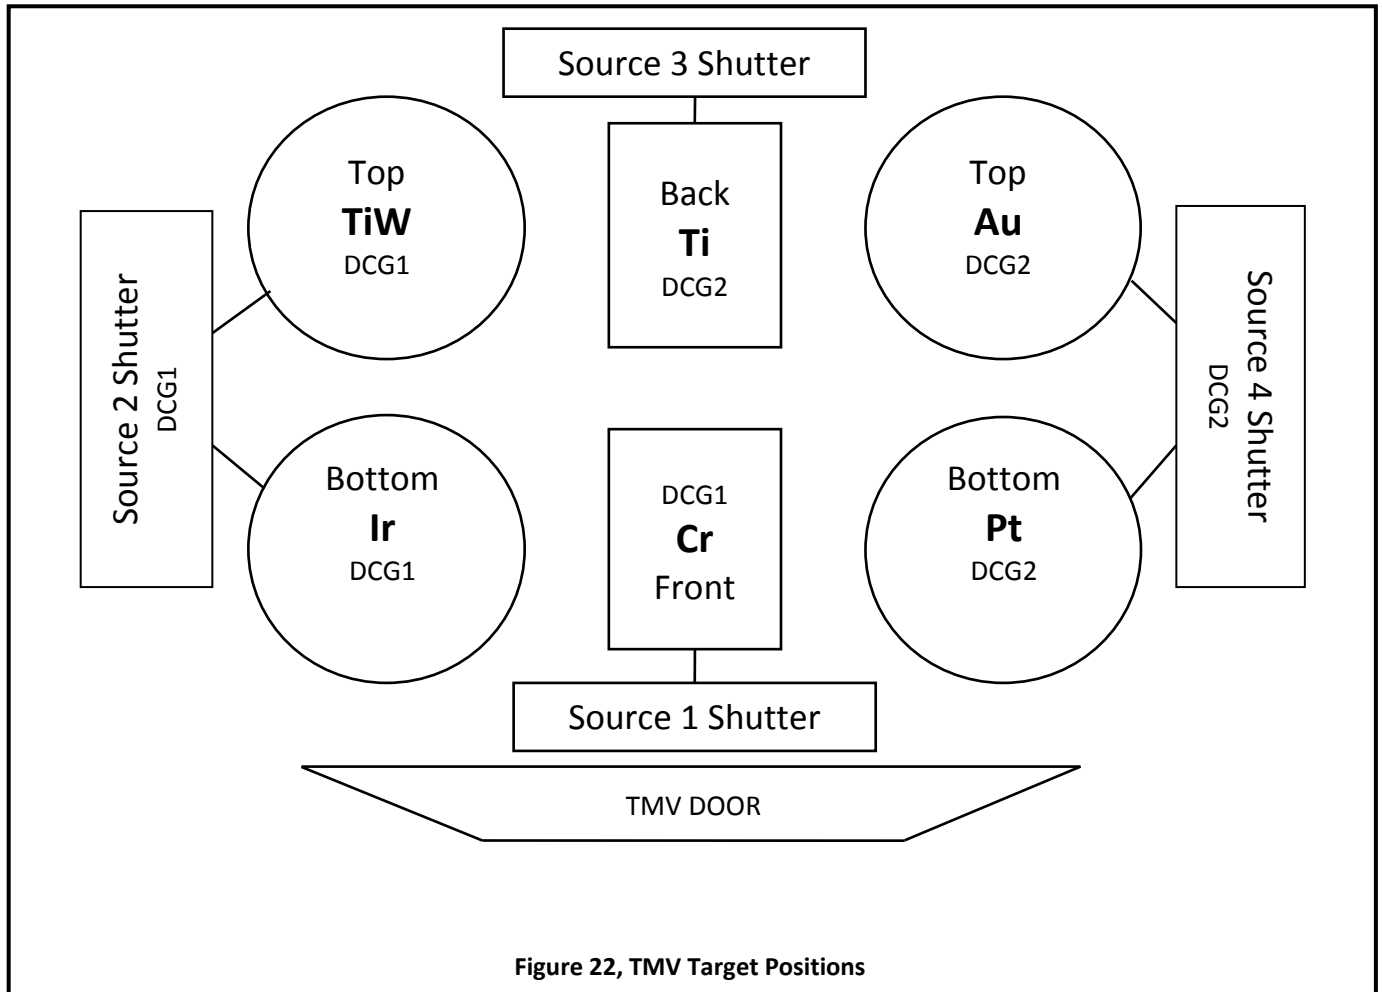 Source 3 Shutter
Top
TiW
DCG1
Back
Ti
DCG2
Top
Au
DCG2
Source 2 Shutter
DCG1
Source 4 Shutter
DCG2
Bottom
Ir
DCG1
DCG1
Cr
Front
Bottom
Pt
DCG2
Source 1 Shutter
TMV DOOR
Figure 22, TMV Target Positions